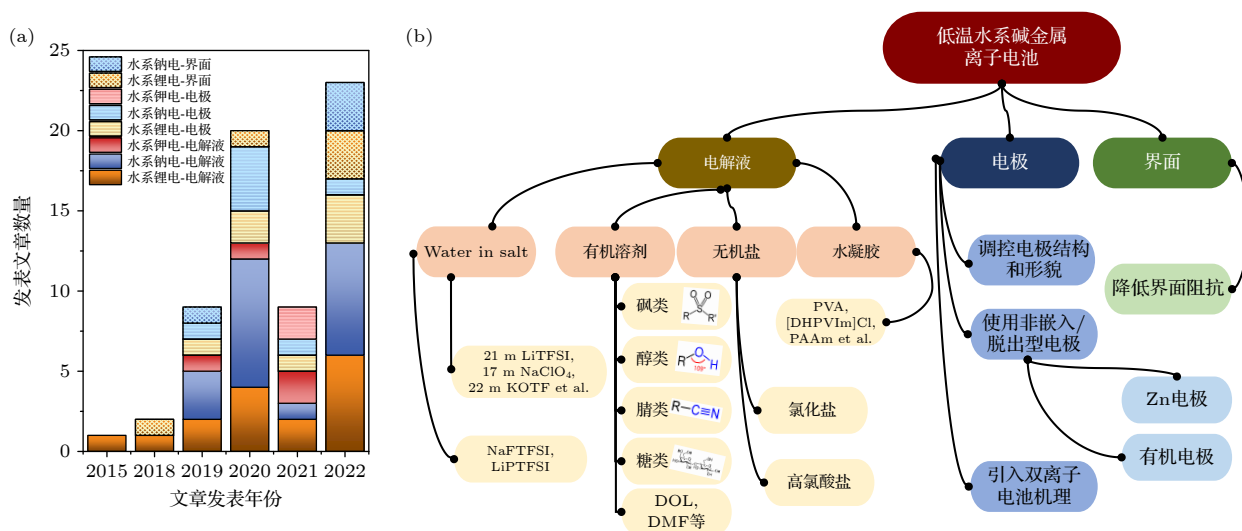 (a)
25
20
15
10
5
0
发表文章数量
水系钠电-界面
水系锂电-界面
水系钾电-电极
水系钠电-电极
水系锂电-电极
水系钾电-电解液
水系钠电-电解液
水系锂电-电解液
2015 2018 2019 2020 2021 2022
文章发表年份
(b)
低温水系碱金属
离子电池
电解液
电极
界面
Water in salt
有机溶剂
无机盐
水凝胶
21 m LiTFSI,
17 m NaClO₄,
22 m KOTF et al.
NaFTFSI,
LiPTFSI
砜类
O O
S
R R'
醇类
R O H
109°
腈类
R–C≡N
糖类
DOL,
DMF等
氯化盐
高氯酸盐
PVA,
[DHPVIm]Cl,
PAAm et al.
调控电极结构
和形貌
使用非嵌入/
脱出型电极
Zn电极
有机电极
引入双离子
电池机理
降低界面阻抗